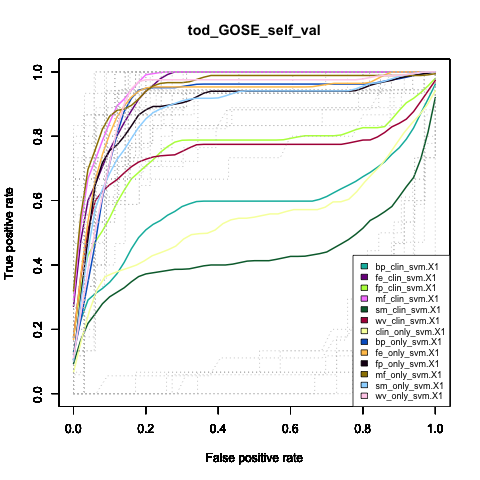 tod_GOSE_self_val
True positive rate
1.0
0.8
0.6
0.4
0.2
0.0
bp_clin_svm.X1
fe_clin_svm.X1
fp_clin_svm.X1
mf_clin_svm.X1
sm_clin_svm.X1
wv_clin_svm.X1
clin_only_svm.X1
bp_only_svm.X1
fe_only_svm.X1
fp_only_svm.X1
mf_only_svm.X1
sm_only_svm.X1
wv_only_svm.X1
0.0 0.2 0.4 0.6 0.8 1.0
False positive rate